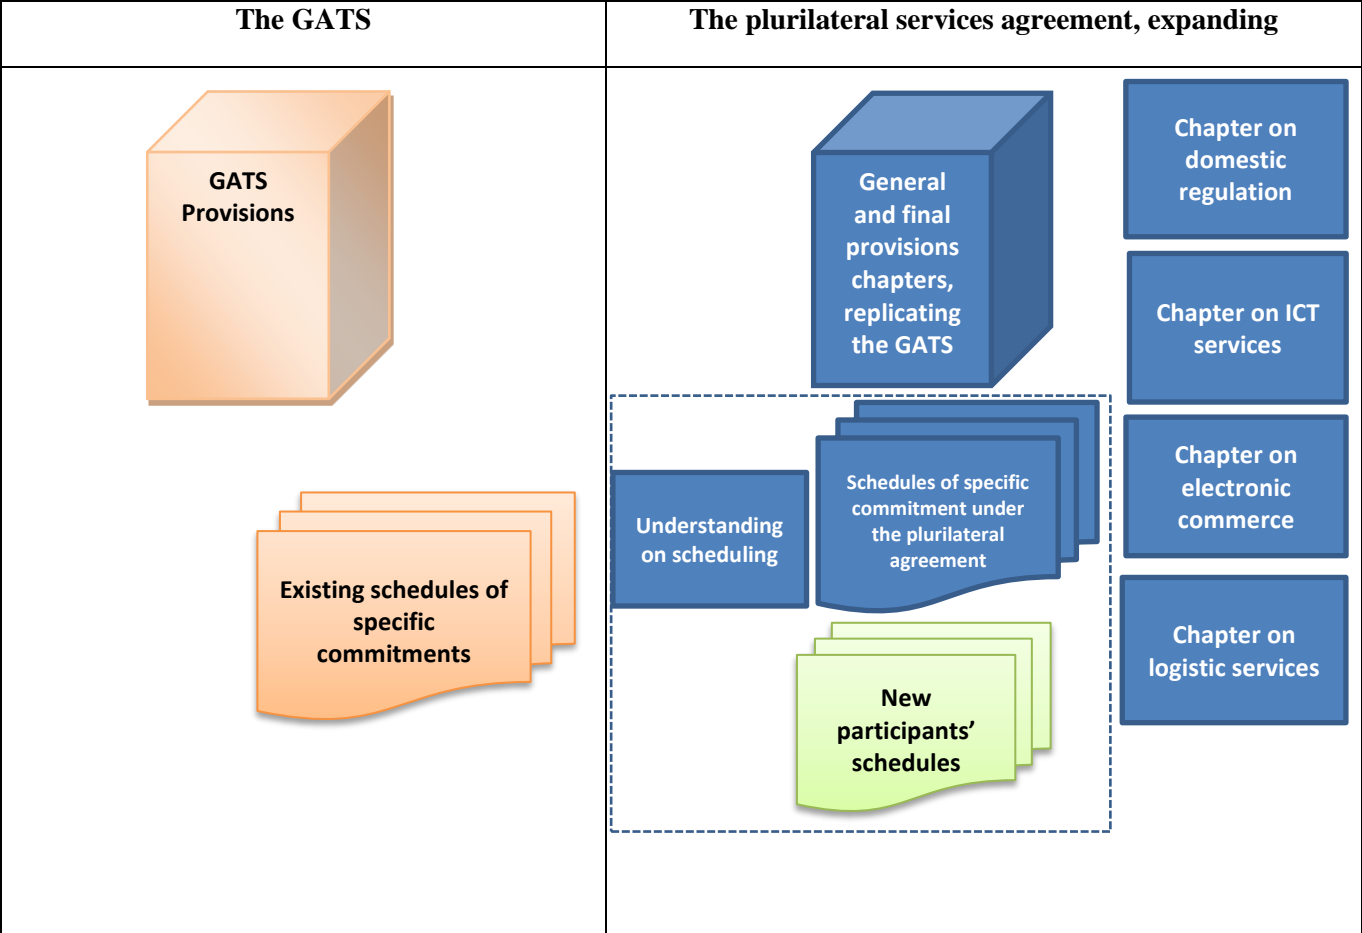 The GATS
The plurilateral services agreement, expanding
GATS
Provisions
Existing schedules of
specific
commitments
General
and final
provisions
chapters,
replicating
the GATS
Understanding
on scheduling
Schedules of specific
commitment under
the plurilateral
agreement
New
participants’
schedules
Chapter on
domestic
regulation
Chapter on ICT
services
Chapter on
electronic
commerce
Chapter on
logistic services